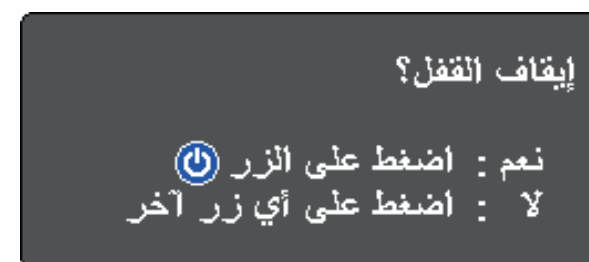 إيقاف القفل؟
نعم : اضغط على الزر
لا : اضغط على أي زر آخر